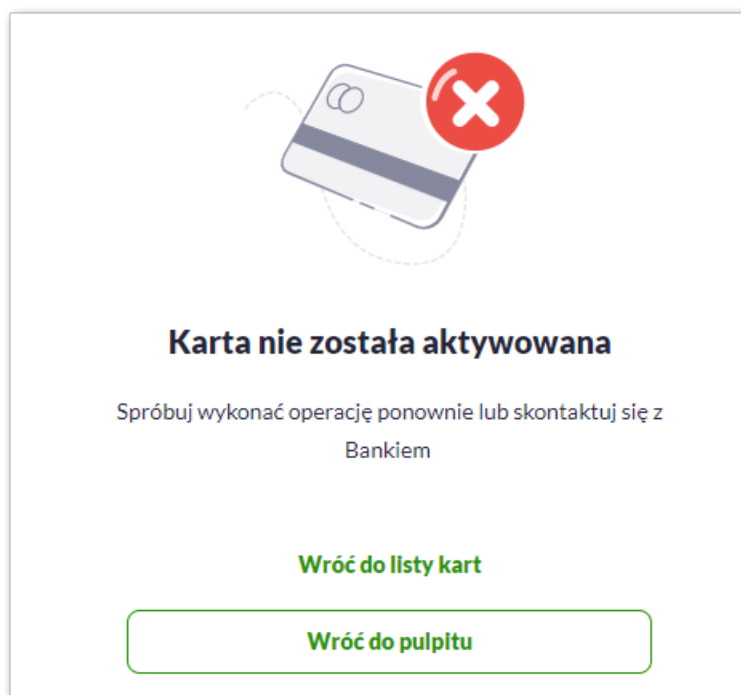 Karta nie została aktywowana
Spróbuj wykonać operację ponownie lub skontaktuj się z
Bankiem
Wróć do listy kart
Wróć do pulpitu